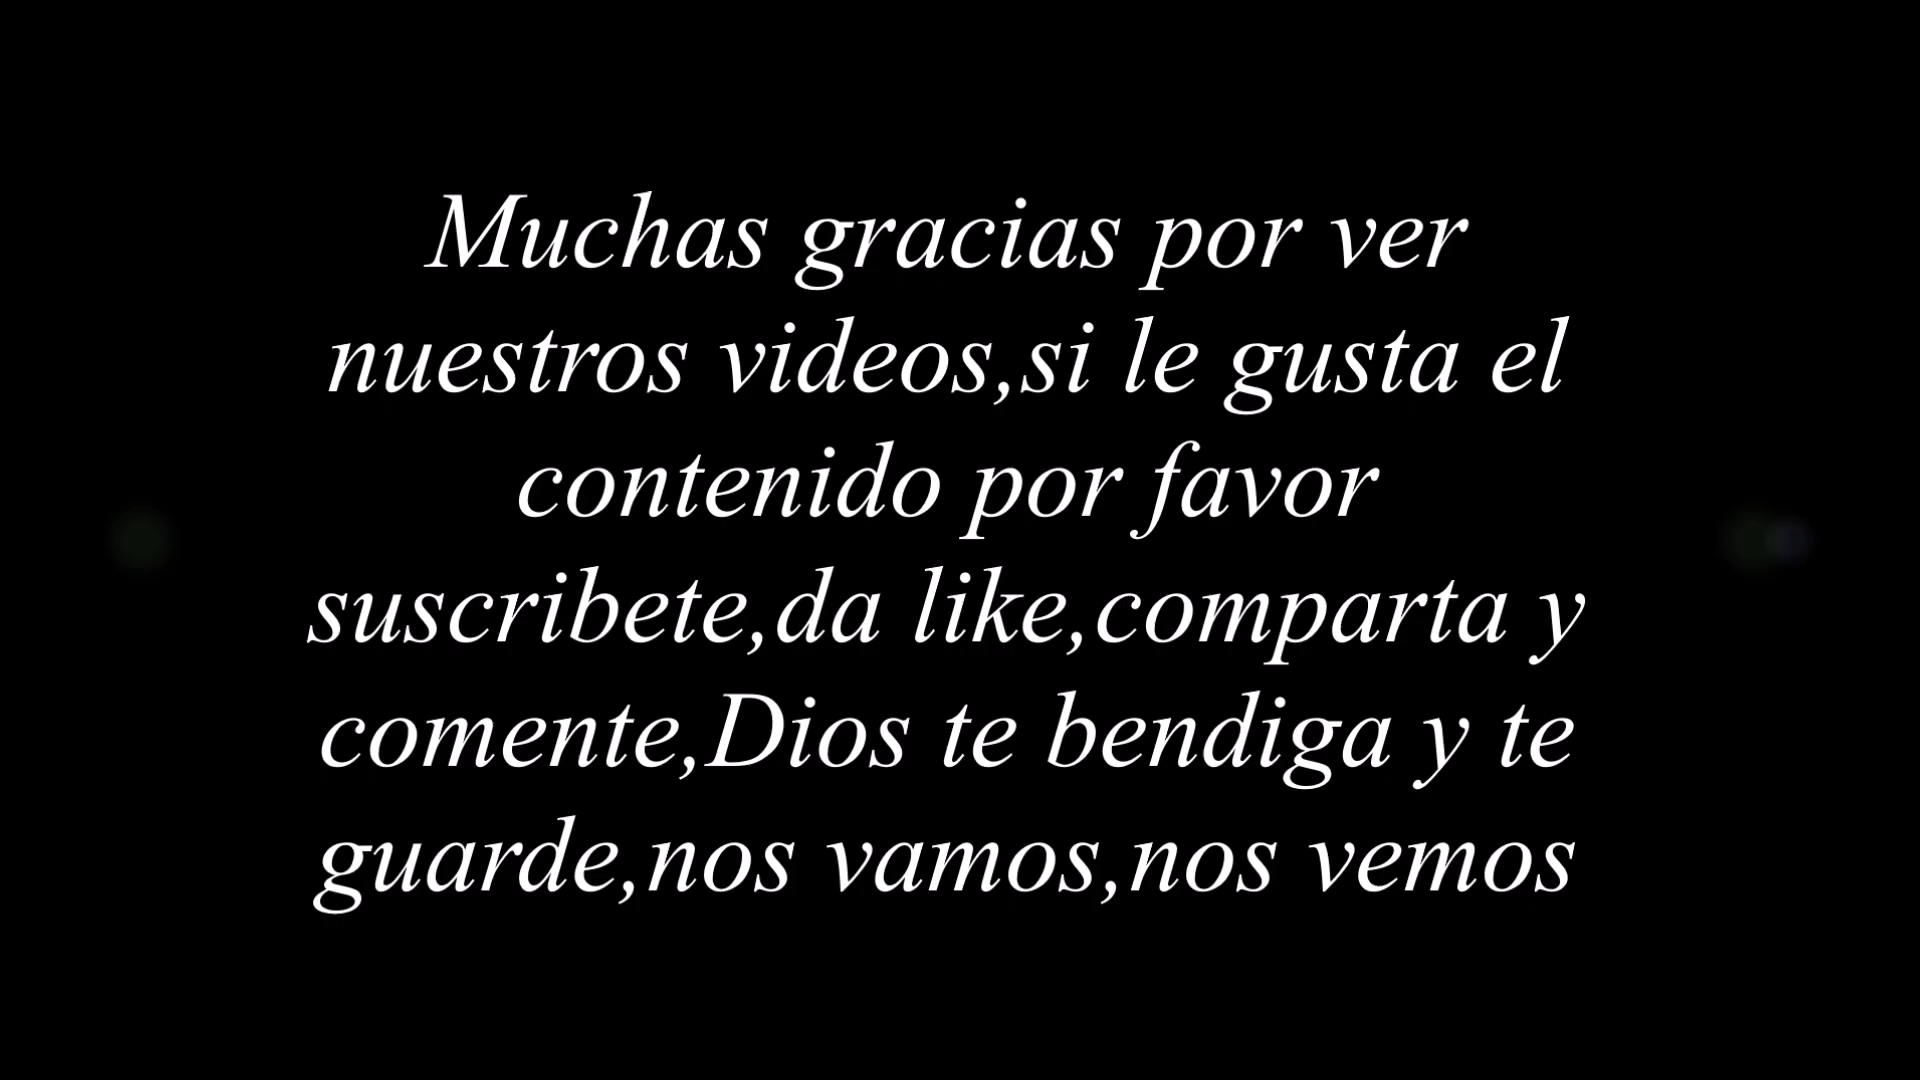 Muchas gracias por ver
nuestros videos,si le gusta el
contenido por favor
suscribete,da like,comparta y
comente,Dios te bendiga y te
guarde,nos vamos,nos vemos